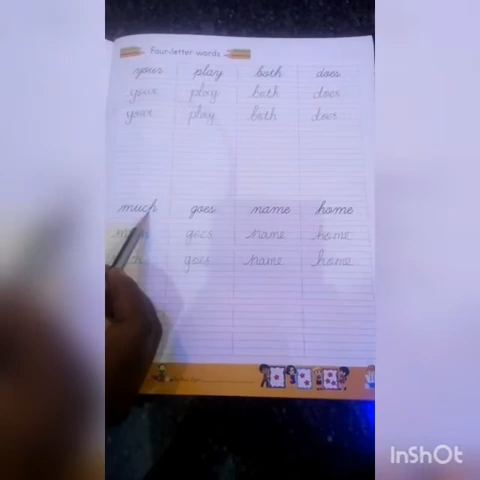 Four-letter words
your play both does
your play both does
your play both does
much goes name home
goes name home
goes name home
InShOt